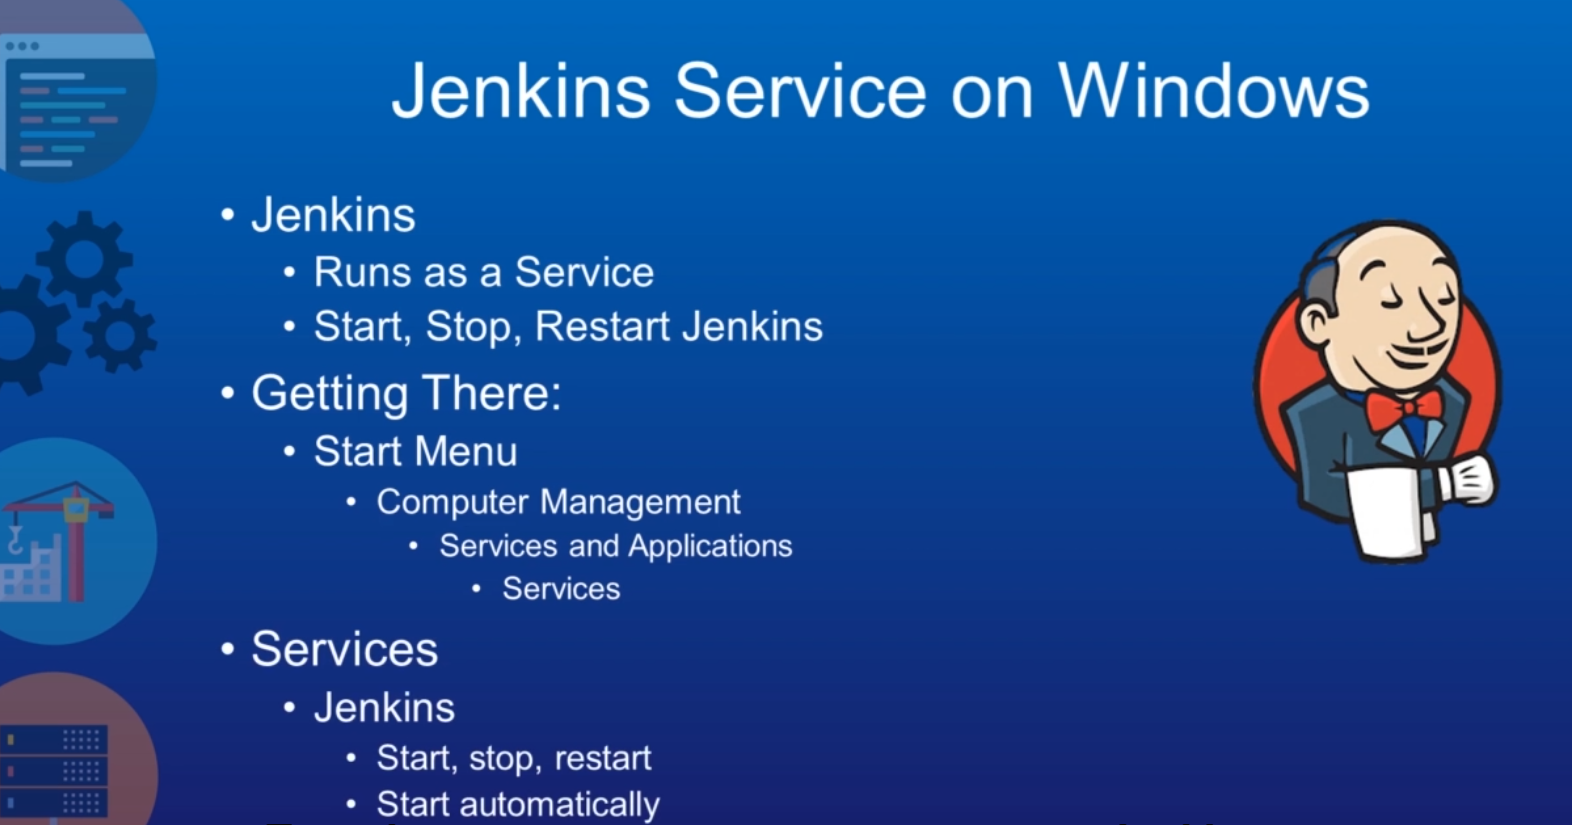 Jenkins Service on Windows
• Jenkins
• Runs as a Service
• Start, Stop, Restart Jenkins
• Getting There:
• Start Menu
• Computer Management
• Services and Applications
• Services
• Services
• Jenkins
• Start, stop, restart
• Start automatically